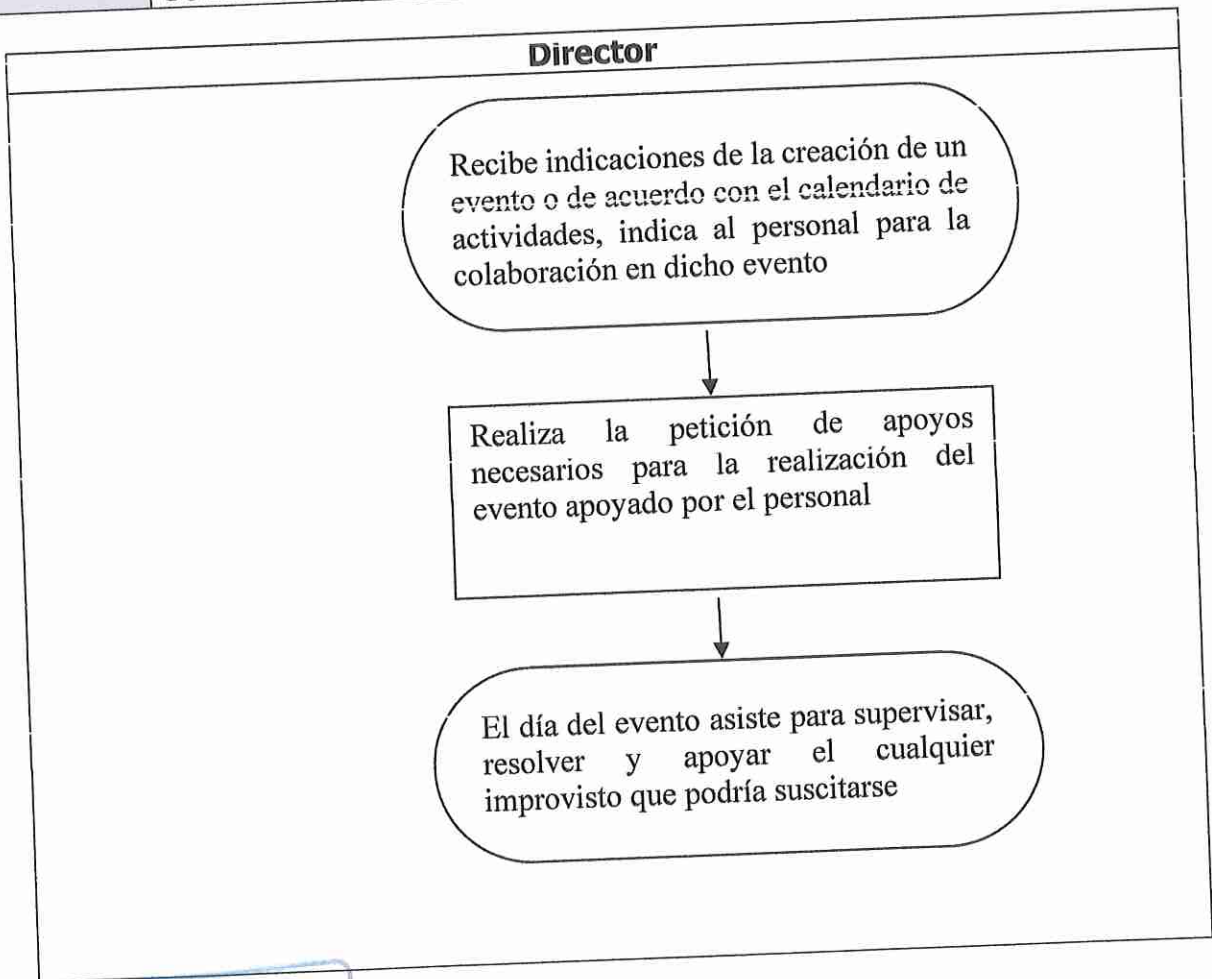 Director
Recibe indicaciones de la creación de un
evento o de acuerdo con el calendario de
actividades, indica al personal para la
colaboración en dicho evento
Realiza la petición de apoyos
necesarios para la realización del
evento apoyado por el personal
El día del evento asiste para supervisar,
resolver y apoyar el cualquier
improvisto que podría suscitarse